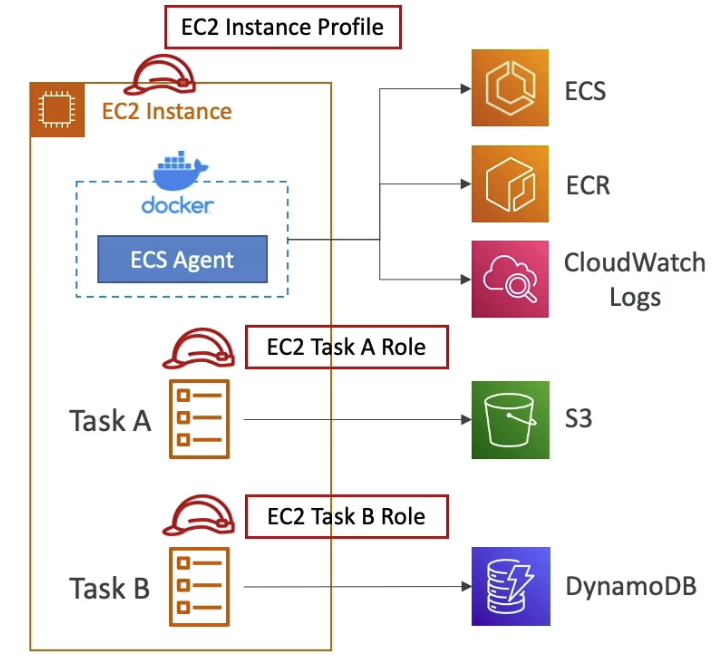 EC2 Instance Profile
EC2 Instance
ECS
docker
ECR
ECS Agent
CloudWatch
Logs
EC2 Task A Role
Task A
S3
EC2 Task B Role
Task B
DynamoDB